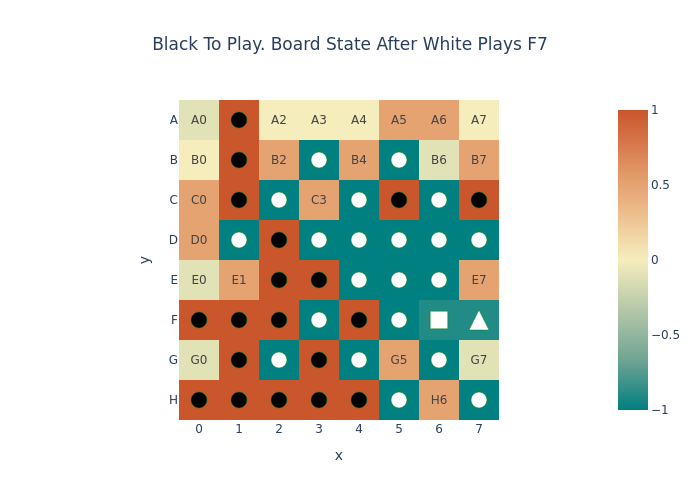 Black To Play. Board State After White Plays F7
A A0 A2 A3 A4 A5 A6 A7
B B0 B2 B4 B6 B7
C C0 C3
D D0
E E0 E1 E7
F
G G0 G5 G7
H H6
0 1 2 3 4 5 6 7
x
y
1
0.5
0
−0.5
−1